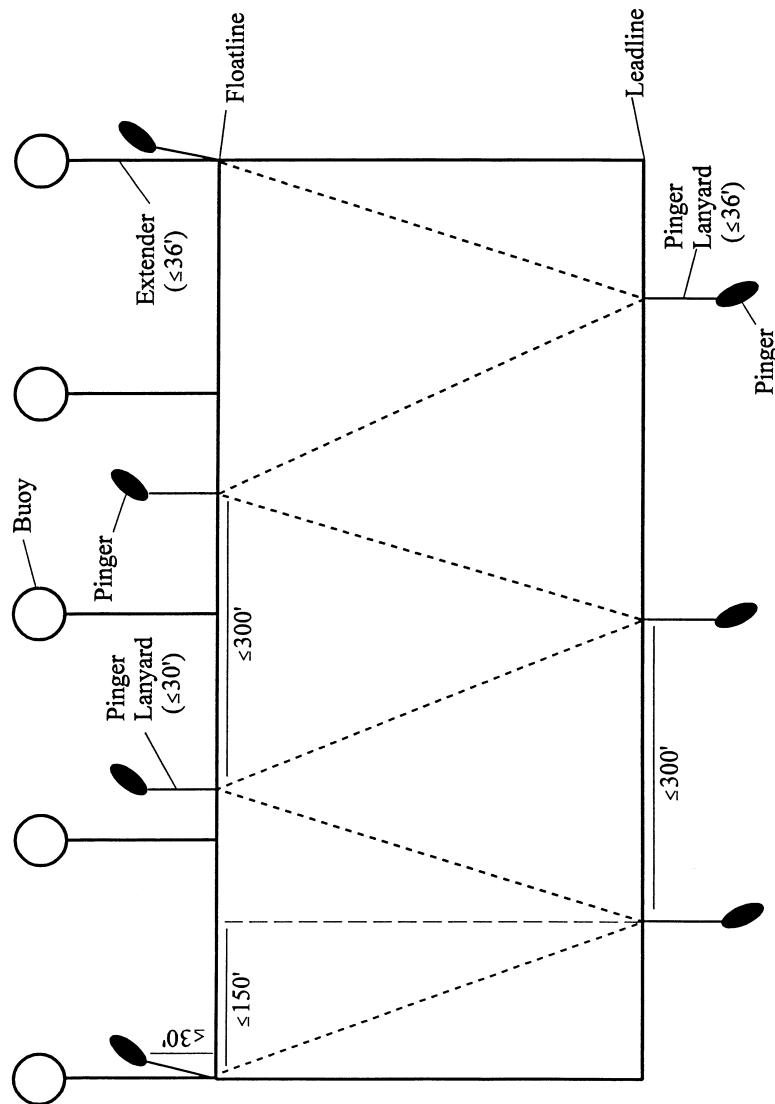 Buoy
Pinger
Pinger
Lanyard
(≤30')
Extender
(≤36')
Floatline
≤30'
≤150'
≤300'
≤300'
Leadline
Pinger
Lanyard
(≤36')
Pinger